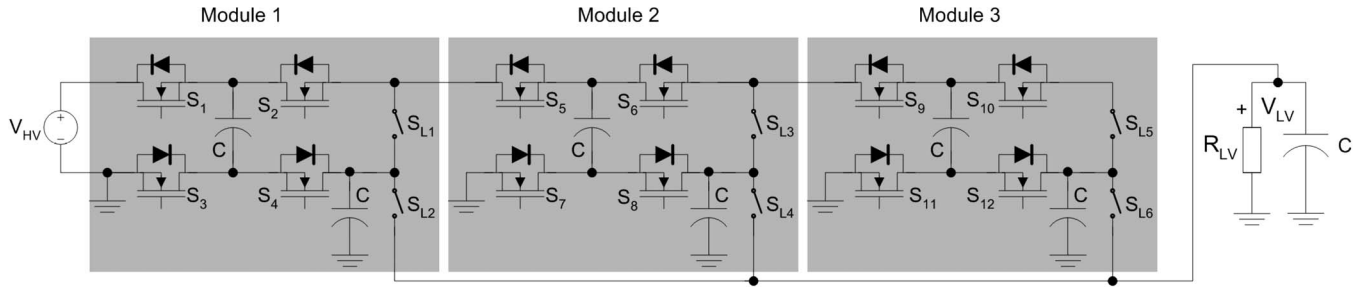 Module 1
Module 2
Module 3
V_HV
+
−
S_1
S_2
S_3
S_4
C
C
S_L1
S_L2
S_5
S_6
S_7
S_8
C
C
S_L3
S_L4
S_9
S_10
S_11
S_12
C
C
S_L5
S_L6
+
V_LV
R_LV
C